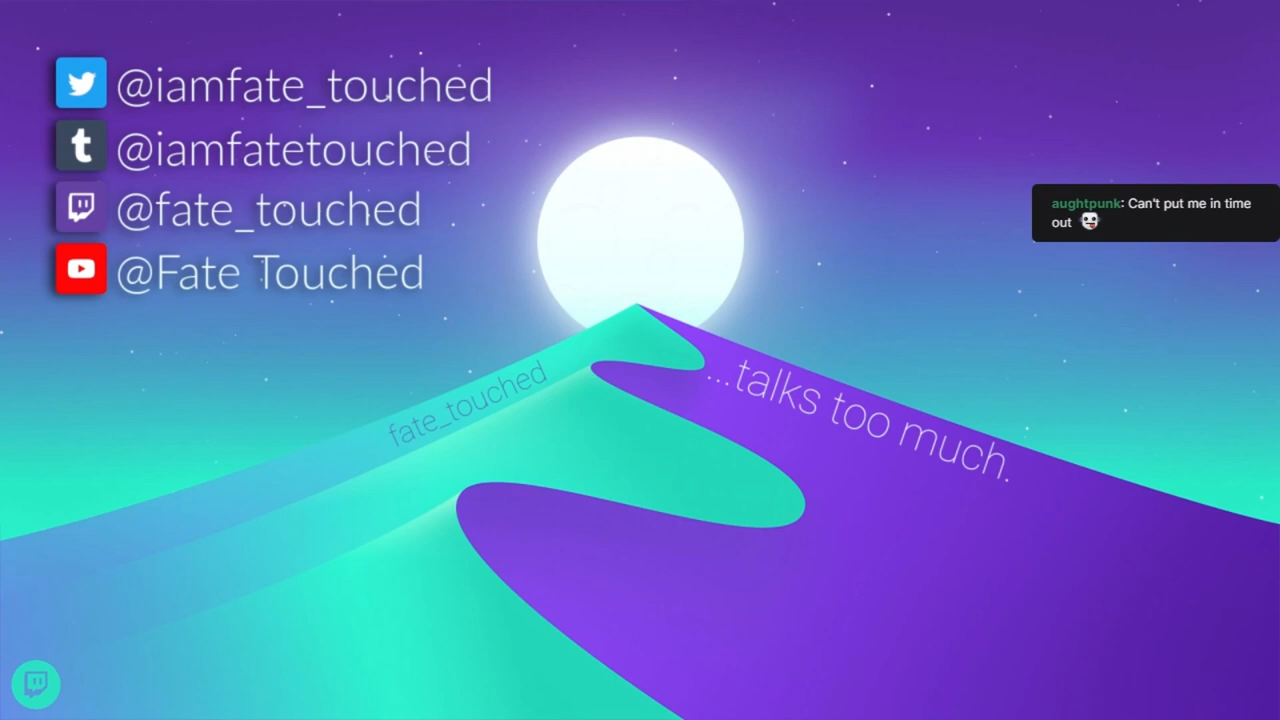 @iamfate_touched
@iamfatetouched
@fate_touched
@Fate Touched
aughtpunk: Can't put me in time
out
fate_touched
...talks too much.